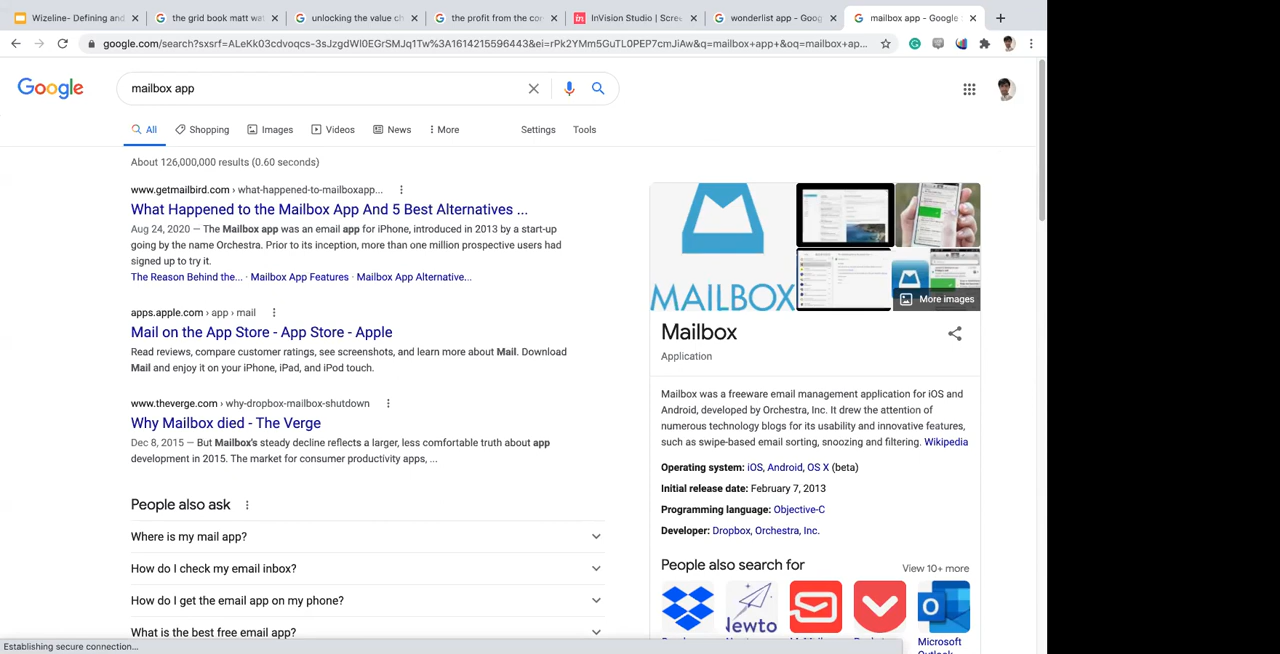 Wizeline- Defining and
the grid book matt wa
unlocking the value ch
the profit from the co
InVision Studio | Scre
wonderlist app - Goo
mailbox app - Google
google.com/search?sxsrf=ALeKk03cdvoqcs-3sJzgdWl0EGrSMJq1Tw%3A1614215596443&ei=rPk2YMm5GuTL0PEP7cmJiAw&q=mailbox+app+&oq=mailbox+ap...
Google
mailbox app
All
Shopping
Images
Videos
News
More
Settings
Tools
About 126,000,000 results (0.60 seconds)
www.getmailbird.com › what-happened-to-mailboxapp...
What Happened to the Mailbox App And 5 Best Alternatives ...
Aug 24, 2020 — The Mailbox app was an email app for iPhone, introduced in 2013 by a start-up
going by the name Orchestra. Prior to its inception, more than one million prospective users had
signed up to try it.
The Reason Behind the... · Mailbox App Features · Mailbox App Alternative...
apps.apple.com › app › mail
Mail on the App Store - App Store - Apple
Read reviews, compare customer ratings, see screenshots, and learn more about Mail. Download
Mail and enjoy it on your iPhone, iPad, and iPod touch.
www.theverge.com › why-dropbox-mailbox-shutdown
Why Mailbox died - The Verge
Dec 8, 2015 — But Mailbox's steady decline reflects a larger, less comfortable truth about app
development in 2015. The market for consumer productivity apps, ...
People also ask
Where is my mail app?
How do I check my email inbox?
How do I get the email app on my phone?
What is the best free email app?
Establishing secure connection...
MAILBOX
More images
Mailbox
Application
Mailbox was a freeware email management application for iOS and
Android, developed by Orchestra, Inc. It drew the attention of
numerous technology blogs for its usability and innovative features,
such as swipe-based email sorting, snoozing and filtering. Wikipedia
Operating system: iOS, Android, OS X (beta)
Initial release date: February 7, 2013
Programming language: Objective-C
Developer: Dropbox, Orchestra, Inc.
People also search for
View 10+ more
Newto
Microsoft